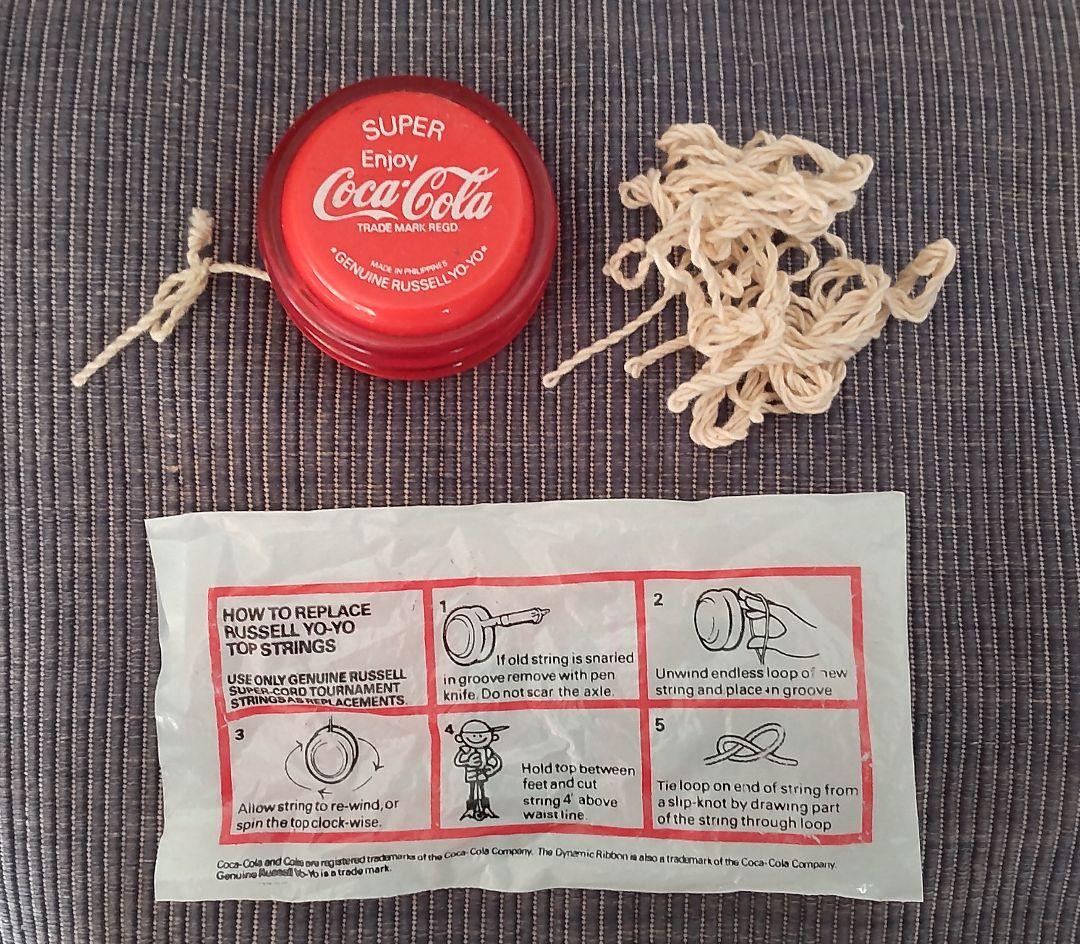 SUPER
Enjoy
Coca-Cola
TRADE MARK REGD.
MADE IN PHILIPPINES
*GENUINE RUSSELL YO-YO*
HOW TO REPLACE
RUSSELL YO-YO
TOP STRINGS
USE ONLY GENUINE RUSSELL
SUPER-CORD TOURNAMENT
STRINGS AS REPLACEMENTS.
1
If old string is snarled
in groove remove with pen
knife. Do not scar the axle.
2
Unwind endless loop of new
string and place in groove
3
Allow string to re-wind, or
spin the top clock-wise.
4
Hold top between
feet and cut
string 4' above
waist line.
5
Tie loop on end of string from
a slip-knot by drawing part
of the string through loop
Coca-Cola and Coke are registered trademarks of the Coca-Cola Company. The Dynamic Ribbon is also a trademark of the Coca-Cola Company.
Genuine Russell Yo-Yo is a trade mark.